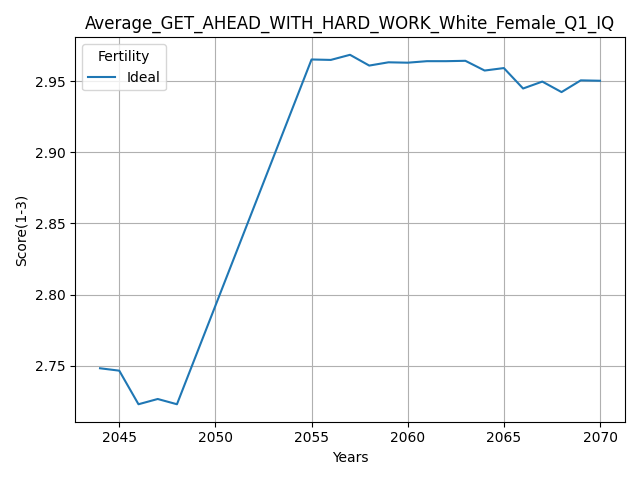 Average_GET_AHEAD_WITH_HARD_WORK_White_Female_Q1_IQ
Fertility
Ideal
Score(1-3)
2.95
2.90
2.85
2.80
2.75
2045 2050 2055 2060 2065 2070
Years